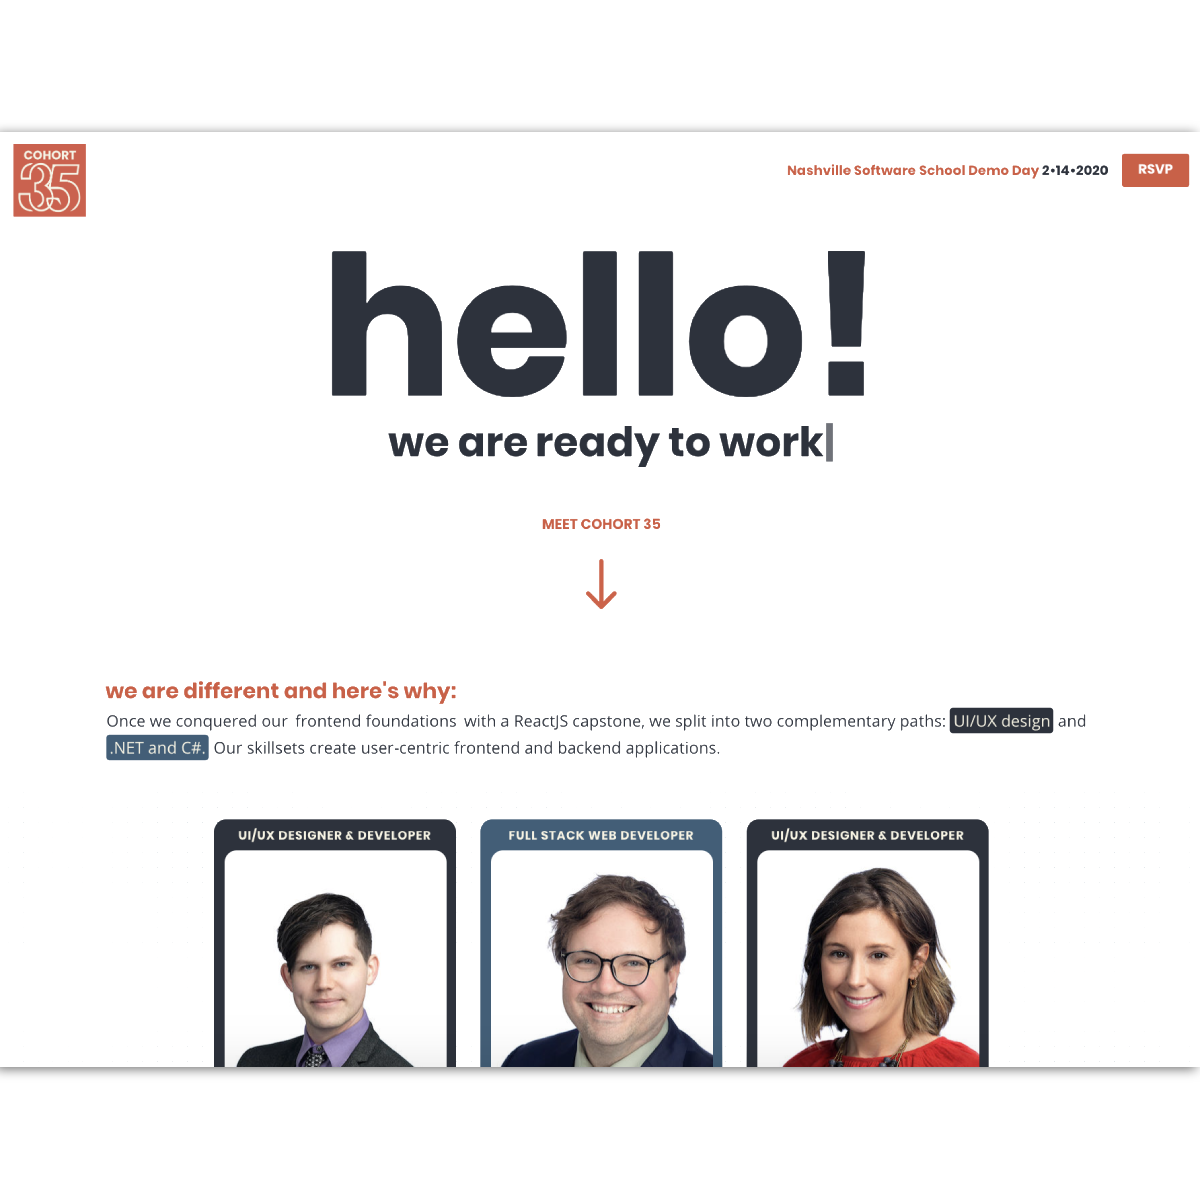 COHORT
35
Nashville Software School Demo Day 2•14•2020
RSVP
hello!
we are ready to work
MEET COHORT 35
we are different and here's why:
Once we conquered our frontend foundations with a ReactJS capstone, we split into two complementary paths: UI/UX design and
.NET and C#. Our skillsets create user-centric frontend and backend applications.
UI/UX DESIGNER & DEVELOPER
FULL STACK WEB DEVELOPER
UI/UX DESIGNER & DEVELOPER